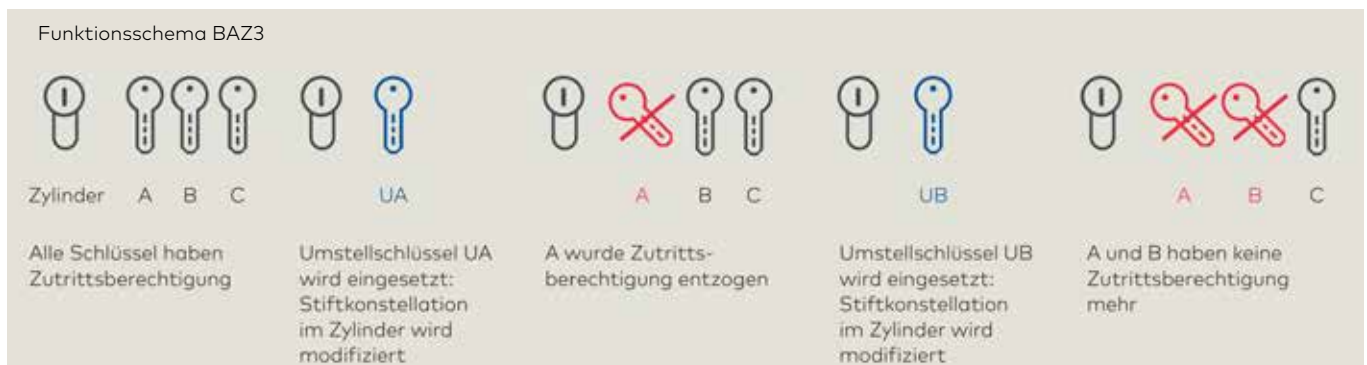 Funktionsschema BAZ3
Zylinder A B C
UA
A B C
UB
A B C
Alle Schlüssel haben
Zutrittsberechtigung
Umstellschlüssel UA
wird eingesetzt:
Stiftkonstellation
im Zylinder wird
modifiziert
A wurde Zutritts-
berechtigung entzogen
Umstellschlüssel UB
wird eingesetzt:
Stiftkonstellation
im Zylinder wird
modifiziert
A und B haben keine
Zutrittsberechtigung
mehr